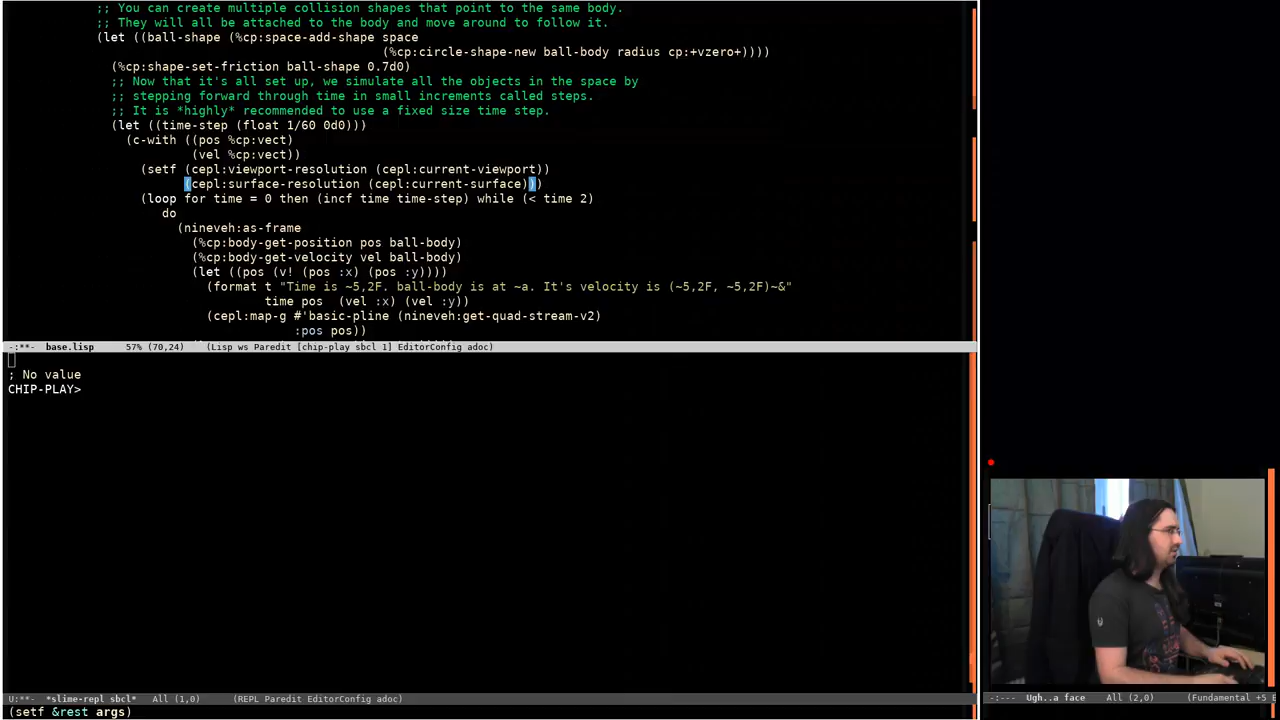 ;; You can create multiple collision shapes that point to the same body.
;; They will all be attached to the body and move around to follow it.
(let ((ball-shape (%cp:space-add-shape space
(%cp:circle-shape-new ball-body radius cp:+vzero+))))
(%cp:shape-set-friction ball-shape 0.7d0)
;; Now that it's all set up, we simulate all the objects in the space by
;; stepping forward through time in small increments called steps.
;; It is *highly* recommended to use a fixed size time step.
(let ((time-step (float 1/60 0d0)))
(c-with ((pos %cp:vect)
(vel %cp:vect))
(setf (cepl:viewport-resolution (cepl:current-viewport))
(cepl:surface-resolution (cepl:current-surface)))
(loop for time = 0 then (incf time time-step) while (< time 2)
do
(nineveh:as-frame
(%cp:body-get-position pos ball-body)
(%cp:body-get-velocity vel ball-body)
(let ((pos (v! (pos :x) (pos :y))))
(format t "Time is ~5,2F. ball-body is at ~a. It's velocity is (~5,2F, ~5,2F)~&"
time pos  (vel :x) (vel :y))
(cepl:map-g #'basic-pline (nineveh:get-quad-stream-v2)
:pos pos))
-:**-  base.lisp      57% (70,24)    (Lisp ws Paredit [chip-play sbcl 1] EditorConfig adoc)
; No value
CHIP-PLAY>
U:**-  *slime-repl sbcl*   All (1,0)     (REPL Paredit EditorConfig adoc)
-:---  Ugh..a face    All (2,0)     (Fundamental +5 E
(setf &rest args)